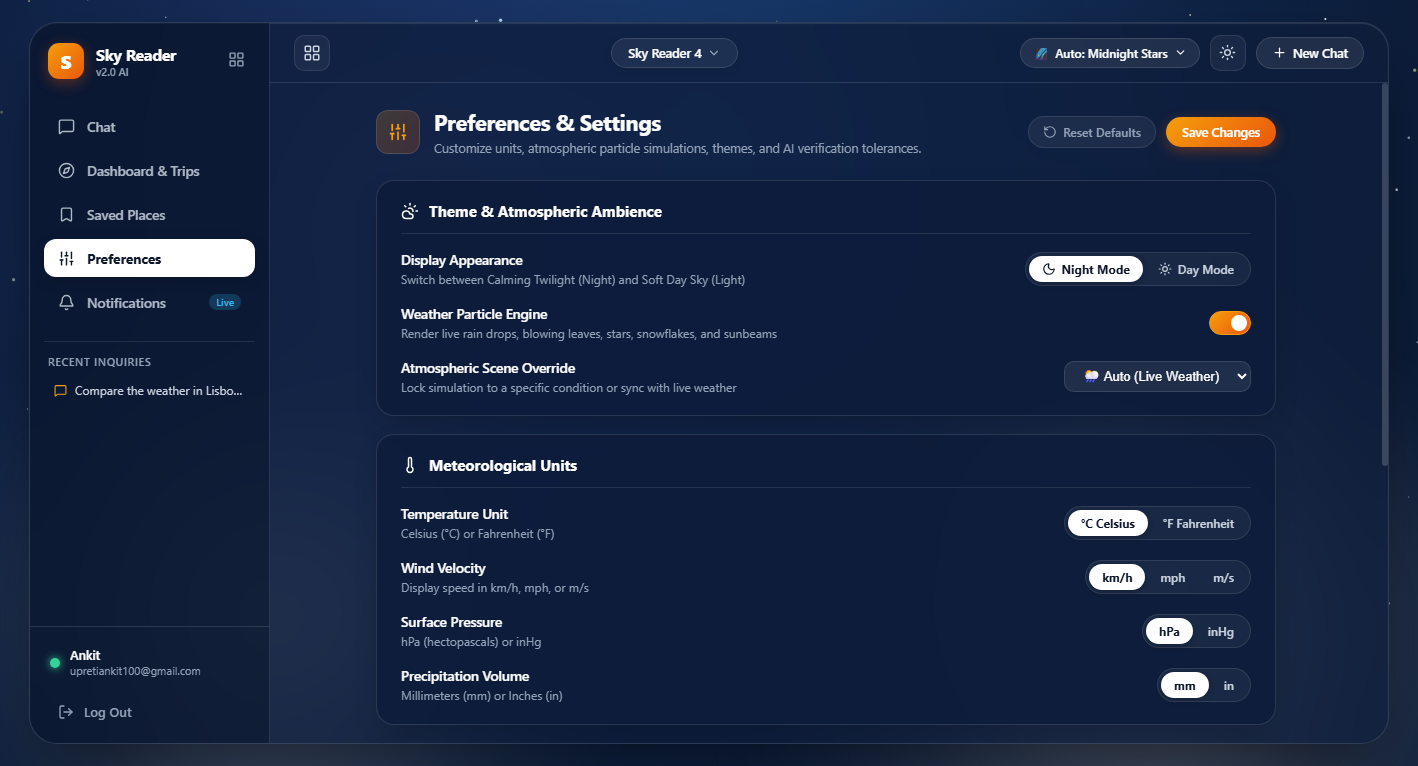 S
Sky Reader
v2.0 AI
Chat
Dashboard & Trips
Saved Places
Preferences
Notifications Live
RECENT INQUIRIES
Compare the weather in Lisbo...
Ankit
upretiankit100@gmail.com
Log Out
Sky Reader 4
Auto: Midnight Stars
+ New Chat
Preferences & Settings
Customize units, atmospheric particle simulations, themes, and AI verification tolerances.
Reset Defaults
Save Changes
Theme & Atmospheric Ambience
Display Appearance
Switch between Calming Twilight (Night) and Soft Day Sky (Light)
Night Mode Day Mode
Weather Particle Engine
Render live rain drops, blowing leaves, stars, snowflakes, and sunbeams
Atmospheric Scene Override
Lock simulation to a specific condition or sync with live weather
Auto (Live Weather)
Meteorological Units
Temperature Unit
Celsius (°C) or Fahrenheit (°F)
°C Celsius °F Fahrenheit
Wind Velocity
Display speed in km/h, mph, or m/s
km/h mph m/s
Surface Pressure
hPa (hectopascals) or inHg
hPa inHg
Precipitation Volume
Millimeters (mm) or Inches (in)
mm in